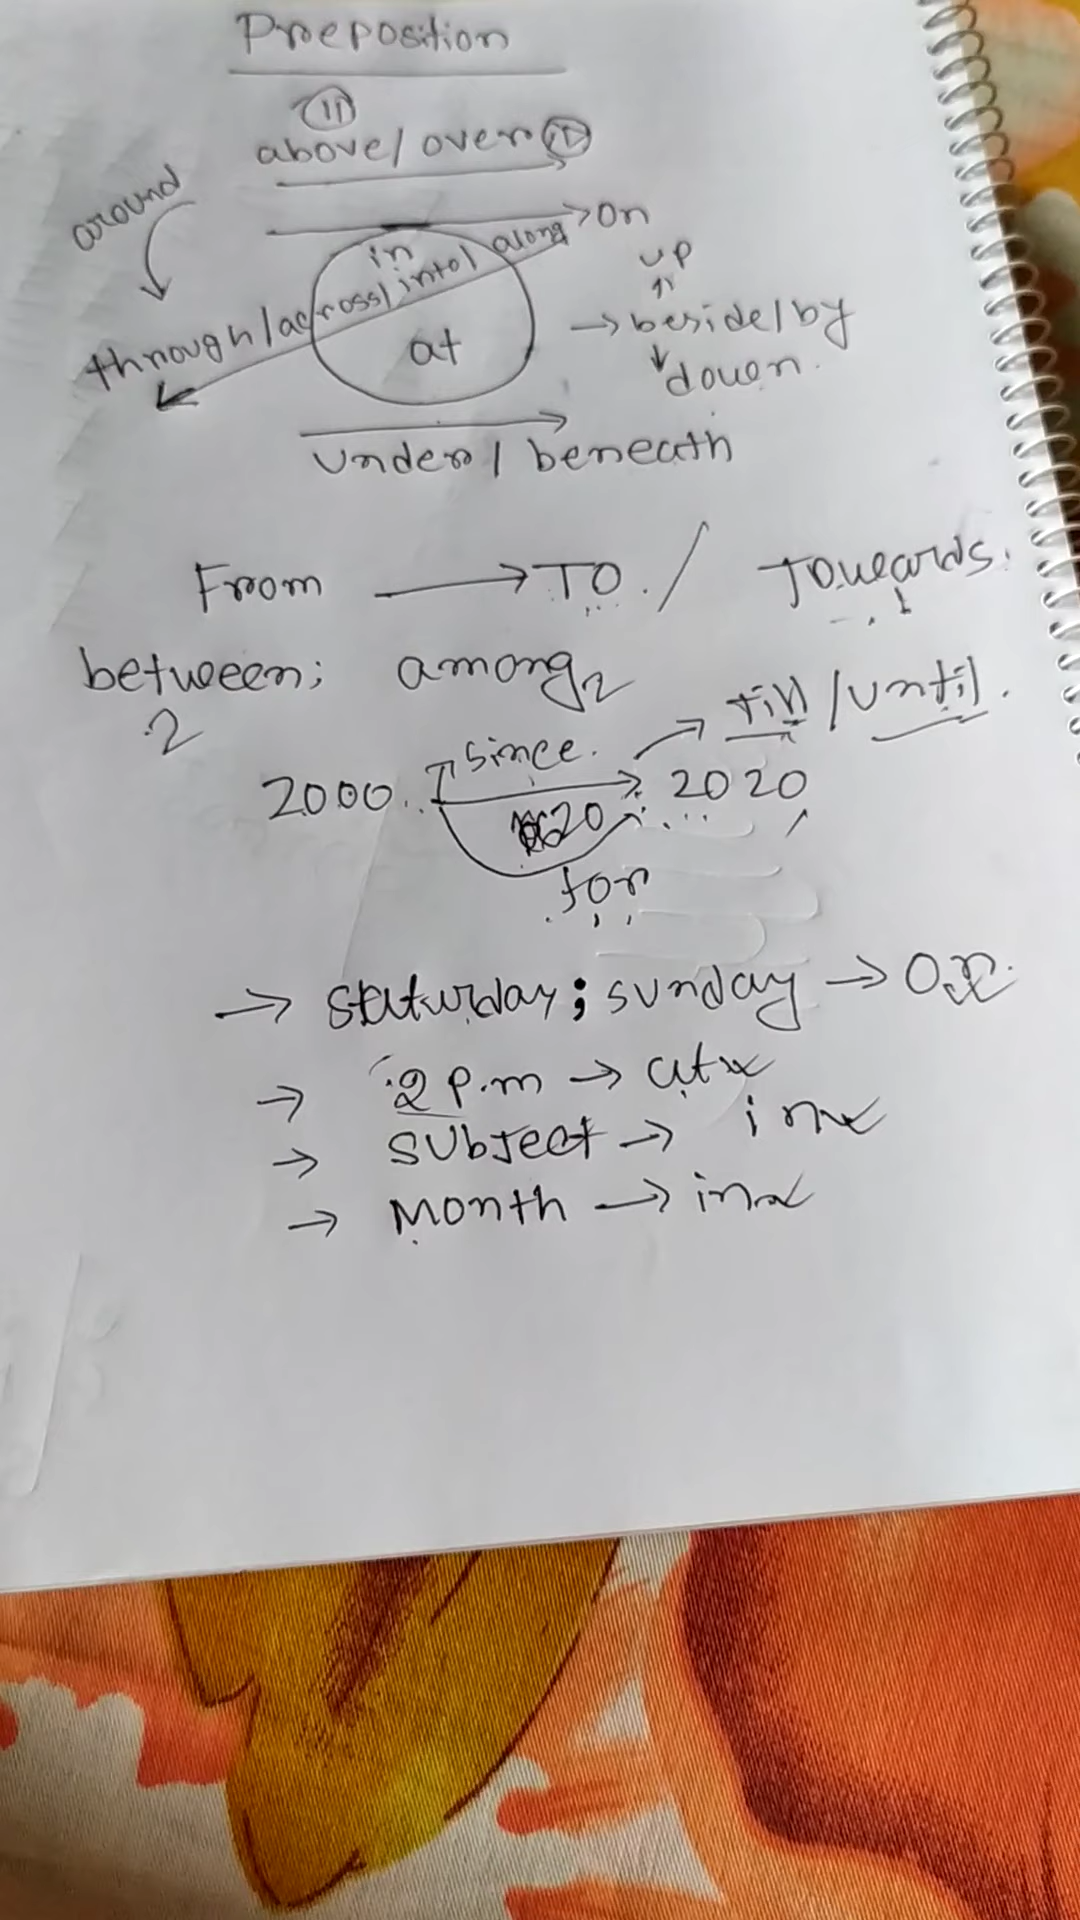 Preposition
11
above/over
around
On
in
through/across/into/along
up
at
beside/by
down.
under / beneath
From → TO / Towards.
between; among
2
since. → till/until.
2000 → 2020
20
for
→ Saturday; sunday → On.
→ 2 p.m → at
→ subject → in
→ Month → in